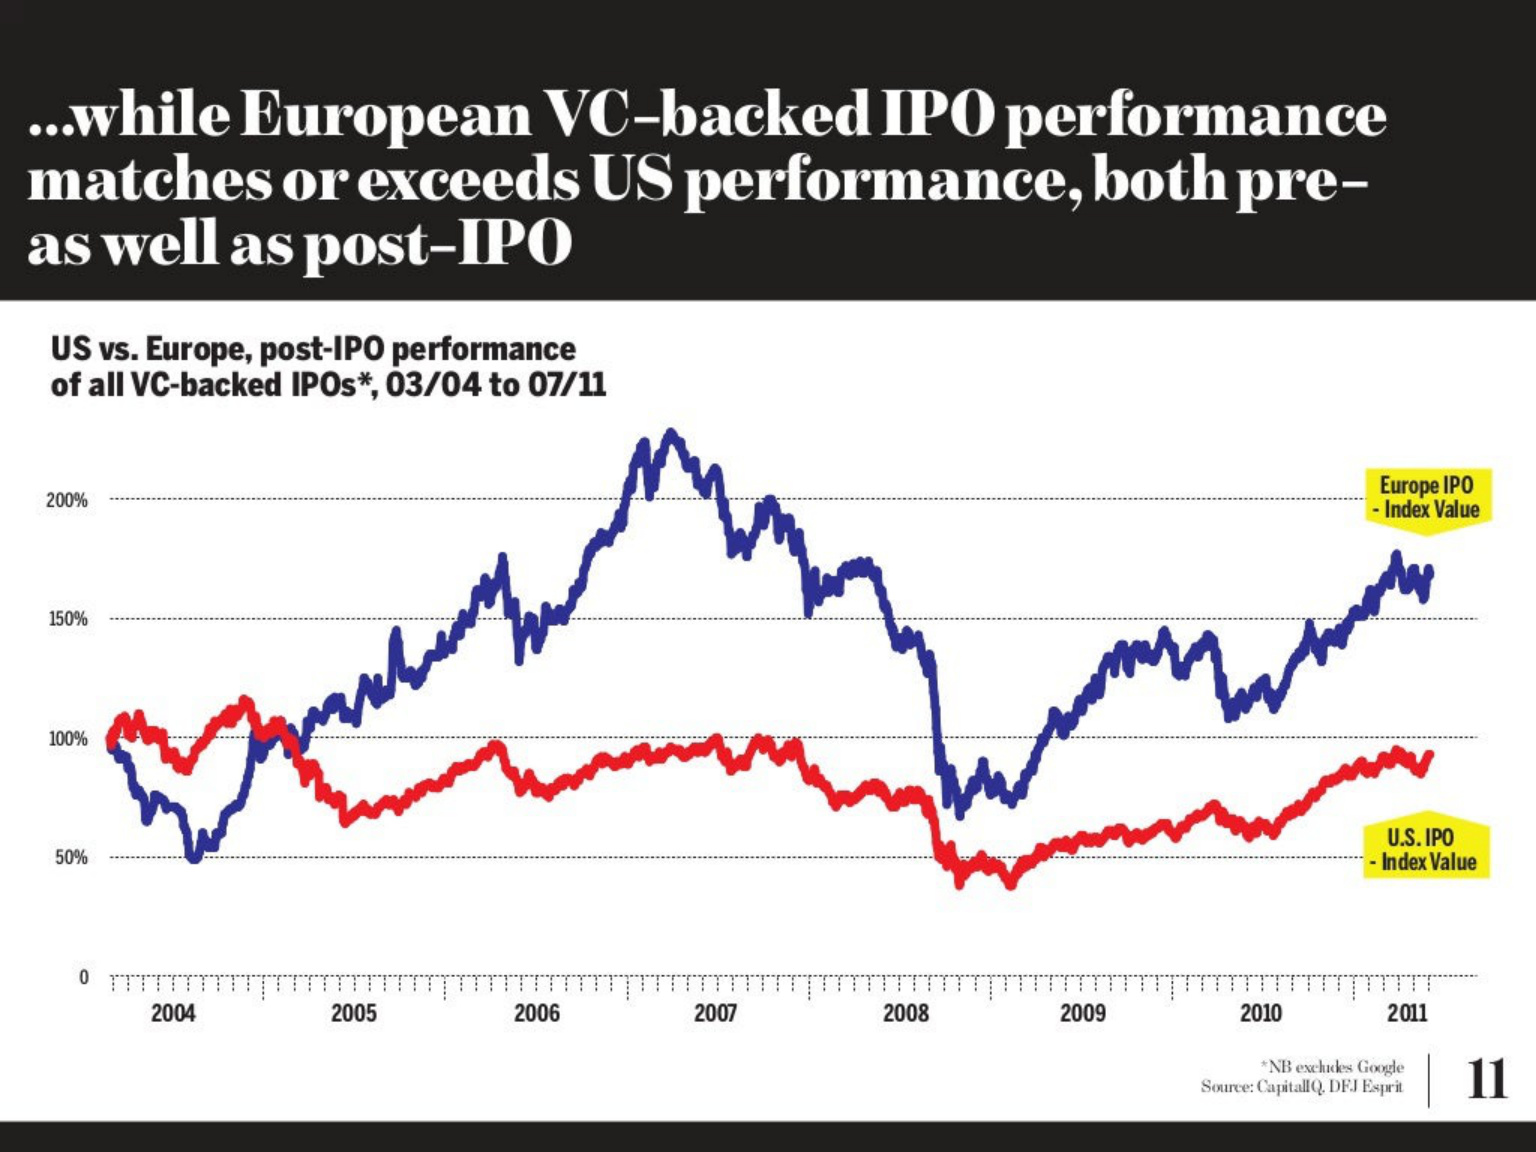 ...while European VC-backed IPO performance
matches or exceeds US performance, both pre-
as well as post-IPO
US vs. Europe, post-IPO performance
of all VC-backed IPOs*, 03/04 to 07/11
200%
150%
100%
50%
0
Europe IPO
- Index Value
U.S. IPO
- Index Value
2004 2005 2006 2007 2008 2009 2010 2011
*NB excludes Google
Source: CapitalIQ, DFJ Esprit
11